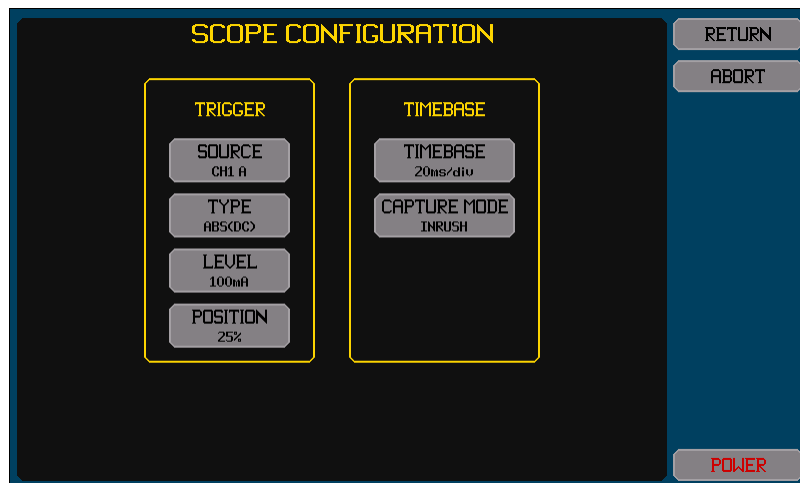 SCOPE CONFIGURATION
RETURN
ABORT
TRIGGER
SOURCE
CH1 A
TYPE
ABS(DC)
LEVEL
100mA
POSITION
25%
TIMEBASE
TIMEBASE
20ms/div
CAPTURE MODE
INRUSH
POWER